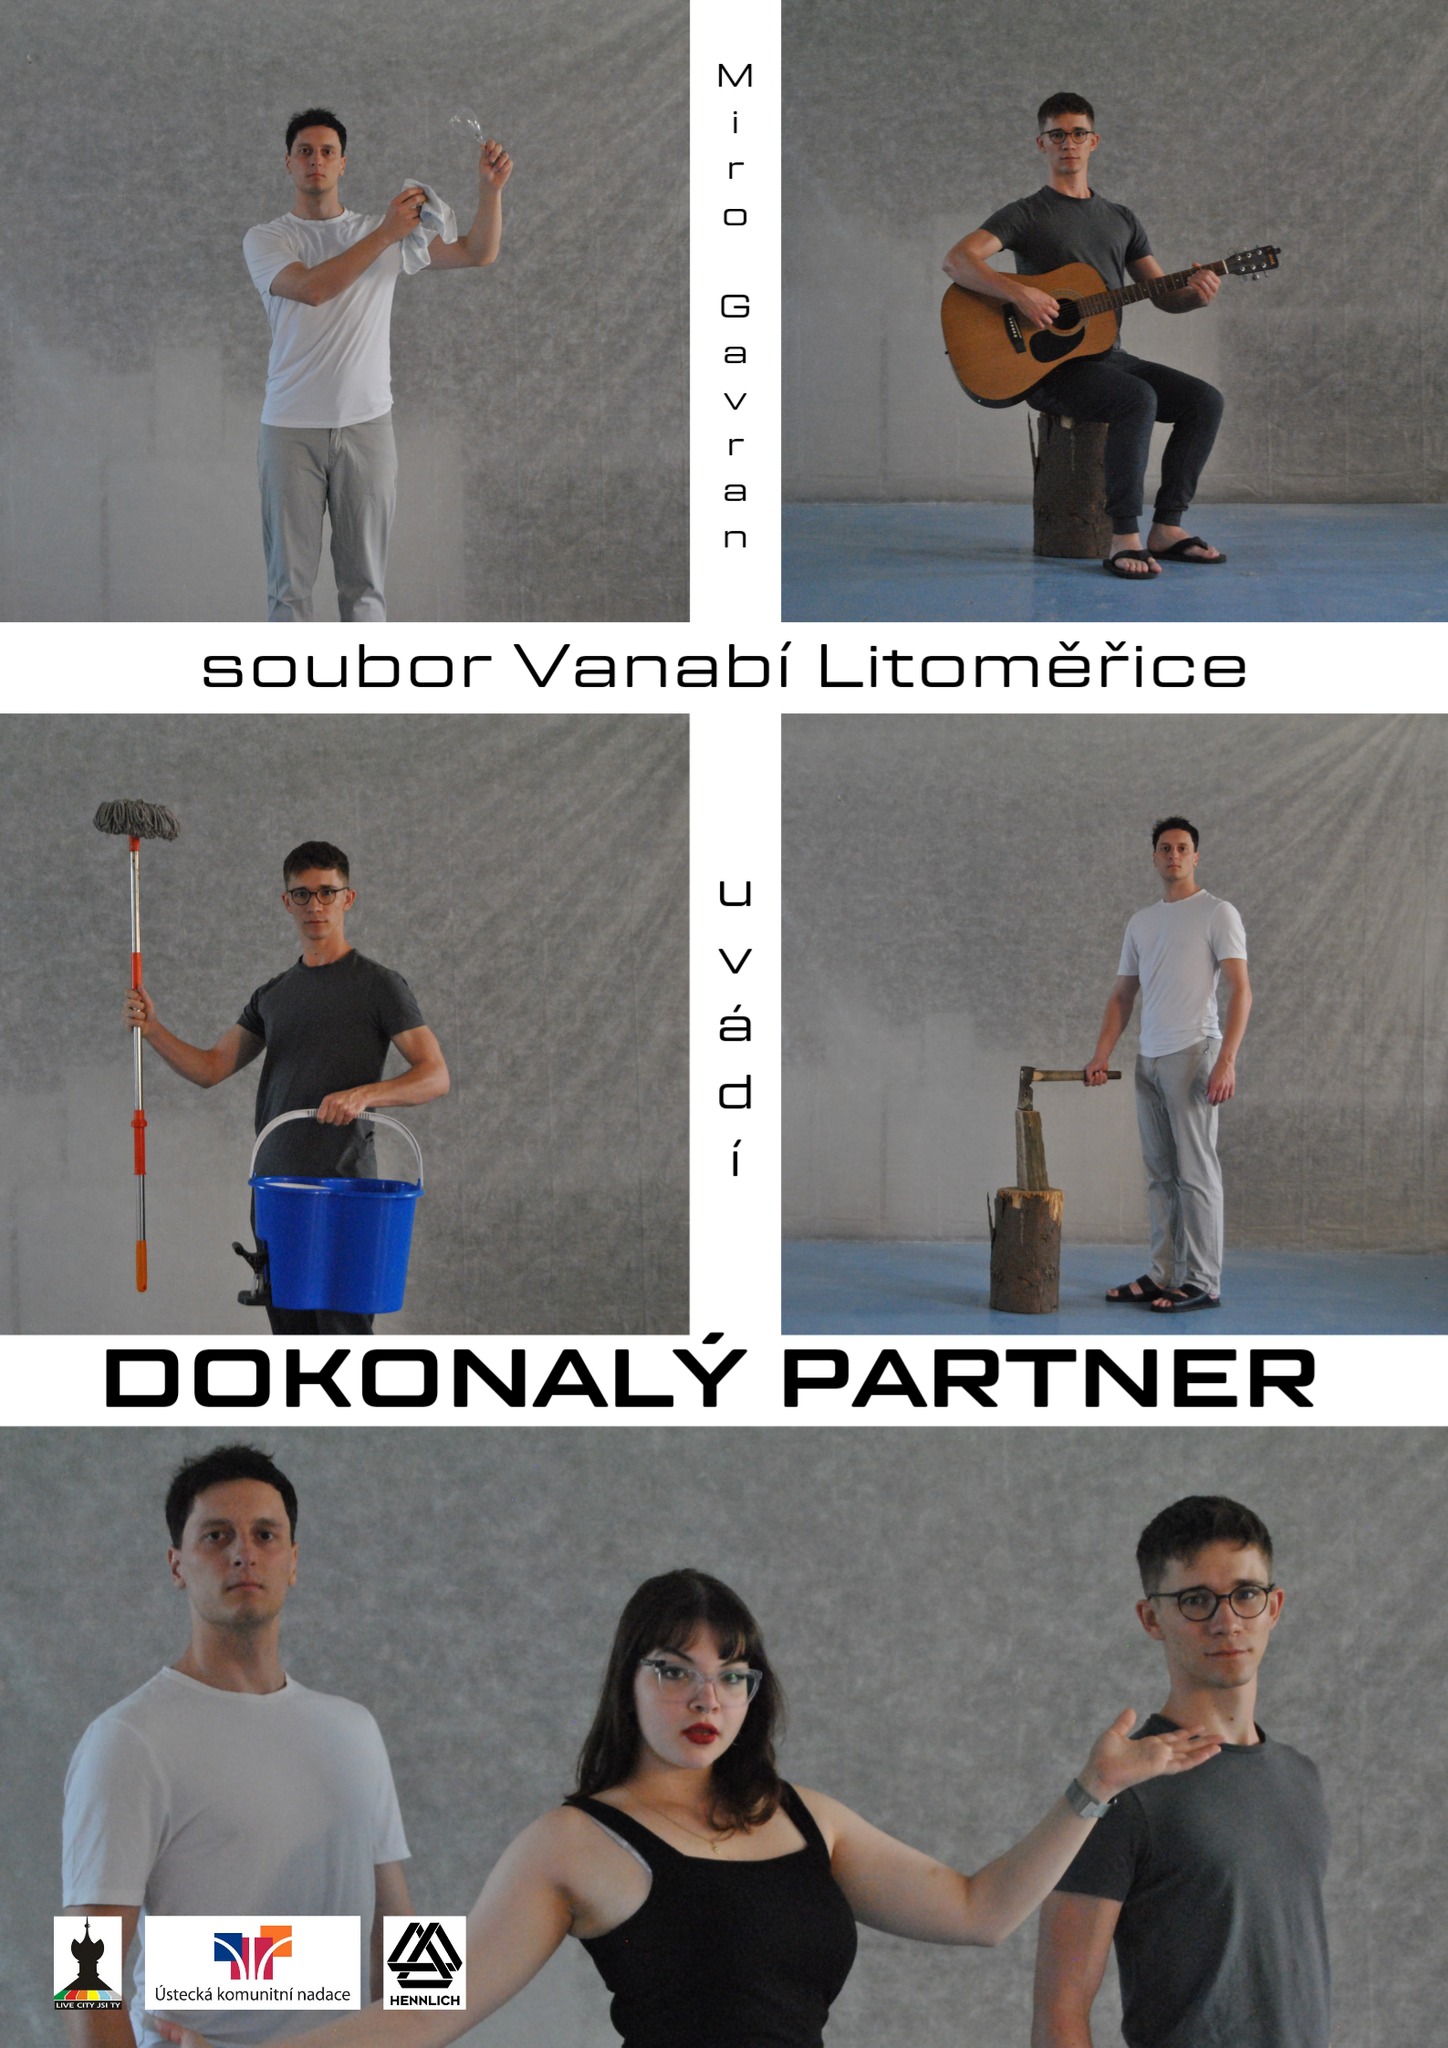 Miro Gavran
soubor Vanabí Litoměřice
uvádí
DOKONALÝ PARTNER
LIVE CITY JSI TY
Ústecká komunitní nadace
HENNLICH